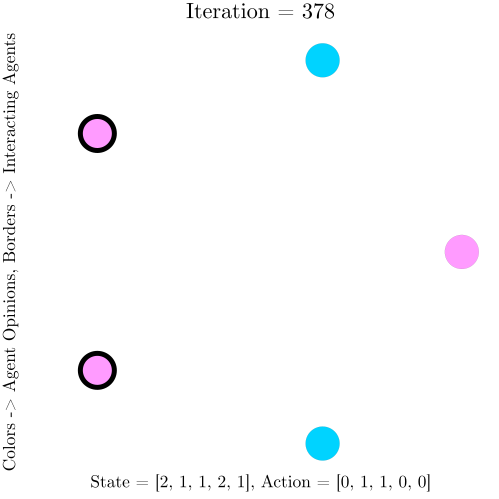 Iteration = 378
Colors -> Agent Opinions, Borders -> Interacting Agents
State = [2, 1, 1, 2, 1], Action = [0, 1, 1, 0, 0]